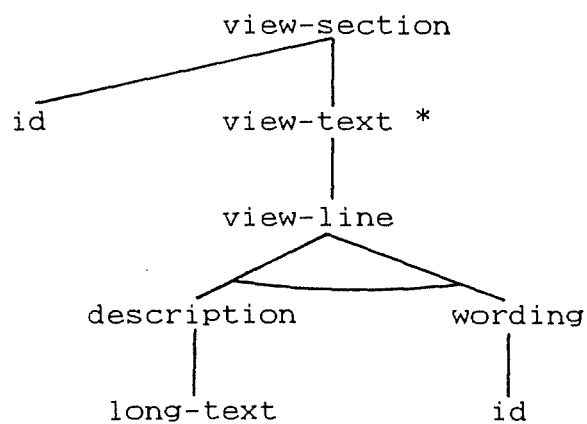 view-section
id view-text *
view-line
description wording
long-text id